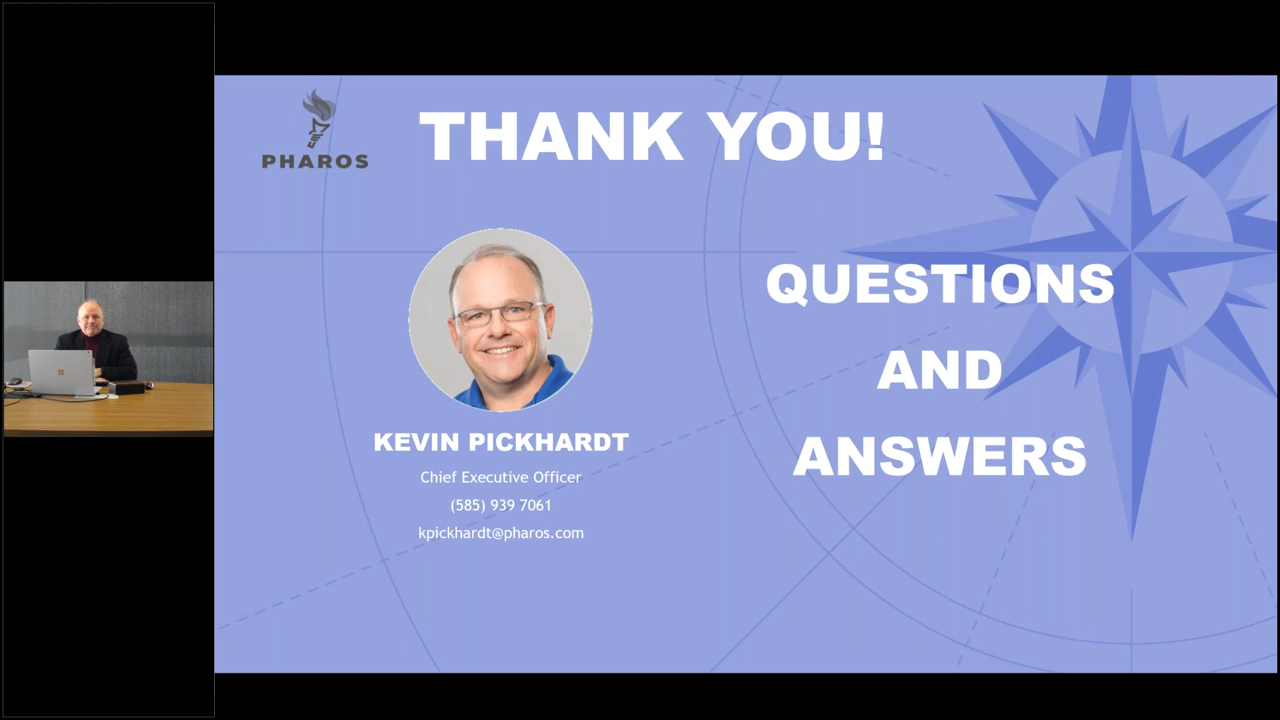 PHAROS
THANK YOU!
KEVIN PICKHARDT
Chief Executive Officer
(585) 939 7061
kpickhardt@pharos.com
QUESTIONS
AND
ANSWERS